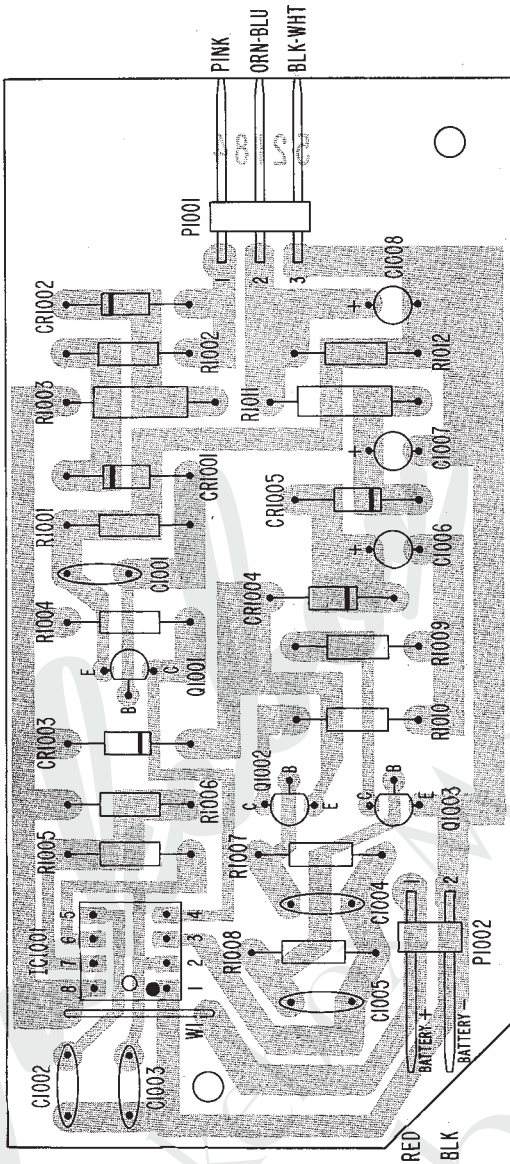 PINK
ORN-BLU
BLK-WHT
P1001
1
2
3
CR1002
R1002
R1003
CR1001
R1001
C1001
R1004
E
B
C
Q1001
CR1003
R1006
R1005
IC1001
8 7 6 5
1 2 3 4
W1
C1002
C1003
C1008
+
R1012
R1011
C1007
+
CR1005
C1006
+
CR1004
R1009
R1010
Q1002
C
B
E
C
B
E
Q1003
R1007
C1004
R1008
C1005
2
P1002
BATTERY +
BATTERY -
RED
BLK